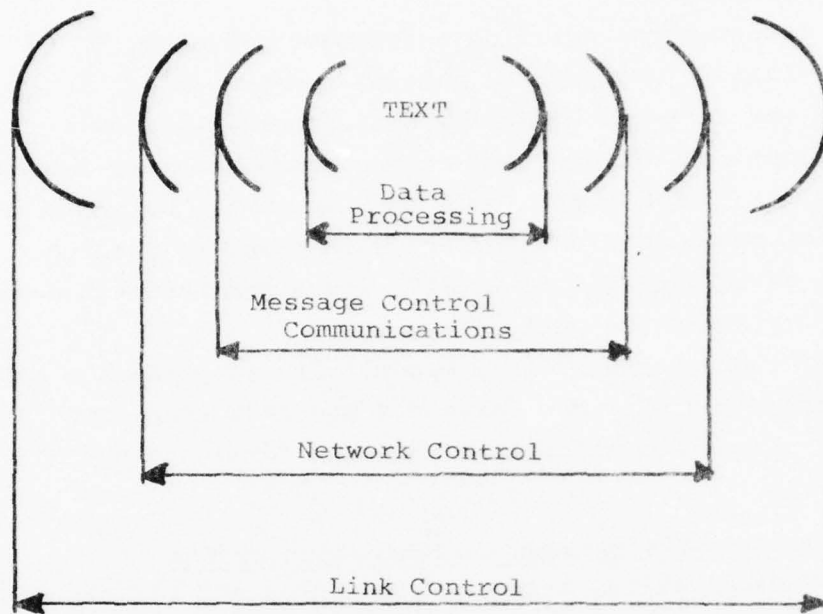 TEXT
Data
Processing
Message Control
Communications
Network Control
Link Control